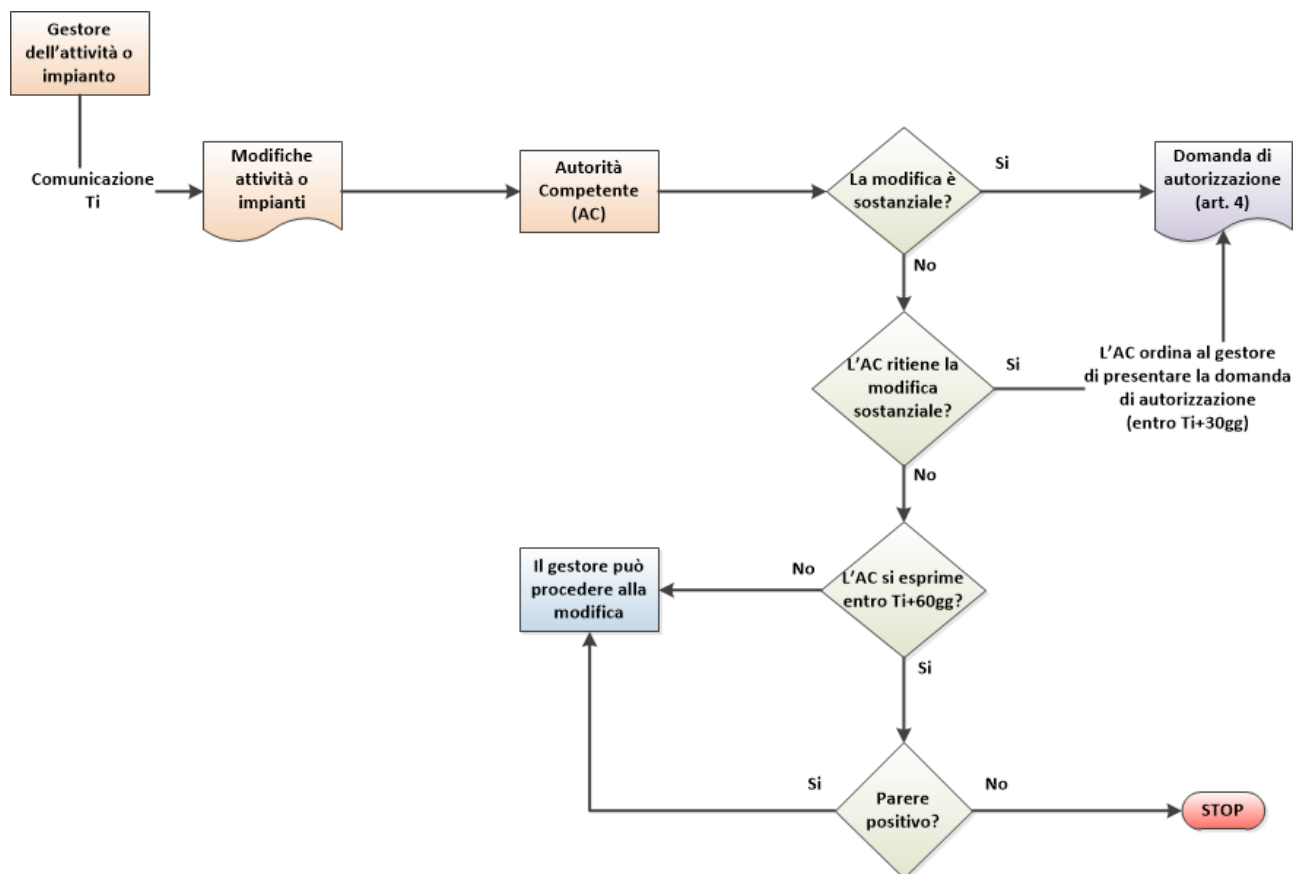 Gestore
dell'attività o
impianto
Comunicazione
Ti
Modifiche
attività o
impianti
Autorità
Competente
(AC)
La modifica è
sostanziale?
Si
Domanda di
autorizzazione
(art. 4)
No
L'AC ritiene la
modifica
sostanziale?
Si
L'AC ordina al gestore
di presentare la domanda
di autorizzazione
(entro Ti+30gg)
No
L'AC si esprime
entro Ti+60gg?
No
Il gestore può
procedere alla
modifica
Si
Parere
positivo?
Si
No
STOP